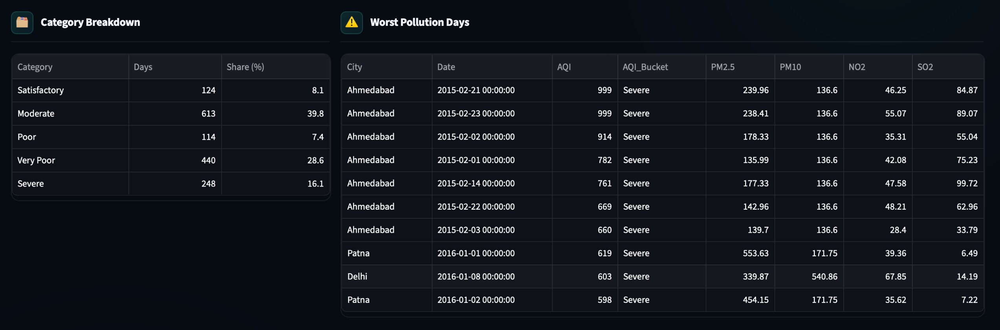 Category Breakdown
Category Days Share (%)
Satisfactory 124 8.1
Moderate 613 39.8
Poor 114 7.4
Very Poor 440 28.6
Severe 248 16.1
Worst Pollution Days
City Date AQI AQI_Bucket PM2.5 PM10 NO2 SO2
Ahmedabad 2015-02-21 00:00:00 999 Severe 239.96 136.6 46.25 84.87
Ahmedabad 2015-02-23 00:00:00 999 Severe 238.41 136.6 55.07 89.07
Ahmedabad 2015-02-02 00:00:00 914 Severe 178.33 136.6 35.31 55.04
Ahmedabad 2015-02-01 00:00:00 782 Severe 135.99 136.6 42.08 75.23
Ahmedabad 2015-02-14 00:00:00 761 Severe 177.33 136.6 47.58 99.72
Ahmedabad 2015-02-22 00:00:00 669 Severe 142.96 136.6 48.21 62.96
Ahmedabad 2015-02-03 00:00:00 660 Severe 139.7 136.6 28.4 33.79
Patna 2016-01-01 00:00:00 619 Severe 553.63 171.75 39.36 6.49
Delhi 2016-01-08 00:00:00 603 Severe 339.87 540.86 67.85 14.19
Patna 2016-01-02 00:00:00 598 Severe 454.15 171.75 35.62 7.22